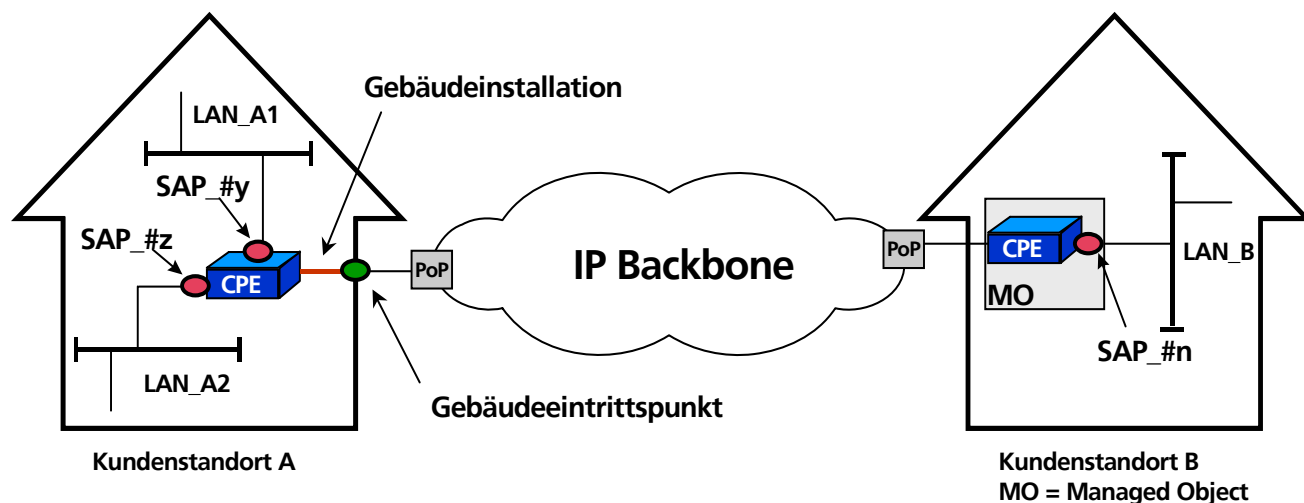 Gebäudeinstallation
LAN_A1
SAP_#y
SAP_#z
CPE
PoP
IP Backbone
PoP
CPE
MO
LAN_B
SAP_#n
LAN_A2
Gebäudeeintrittspunkt
Kundenstandort A
Kundenstandort B
MO = Managed Object